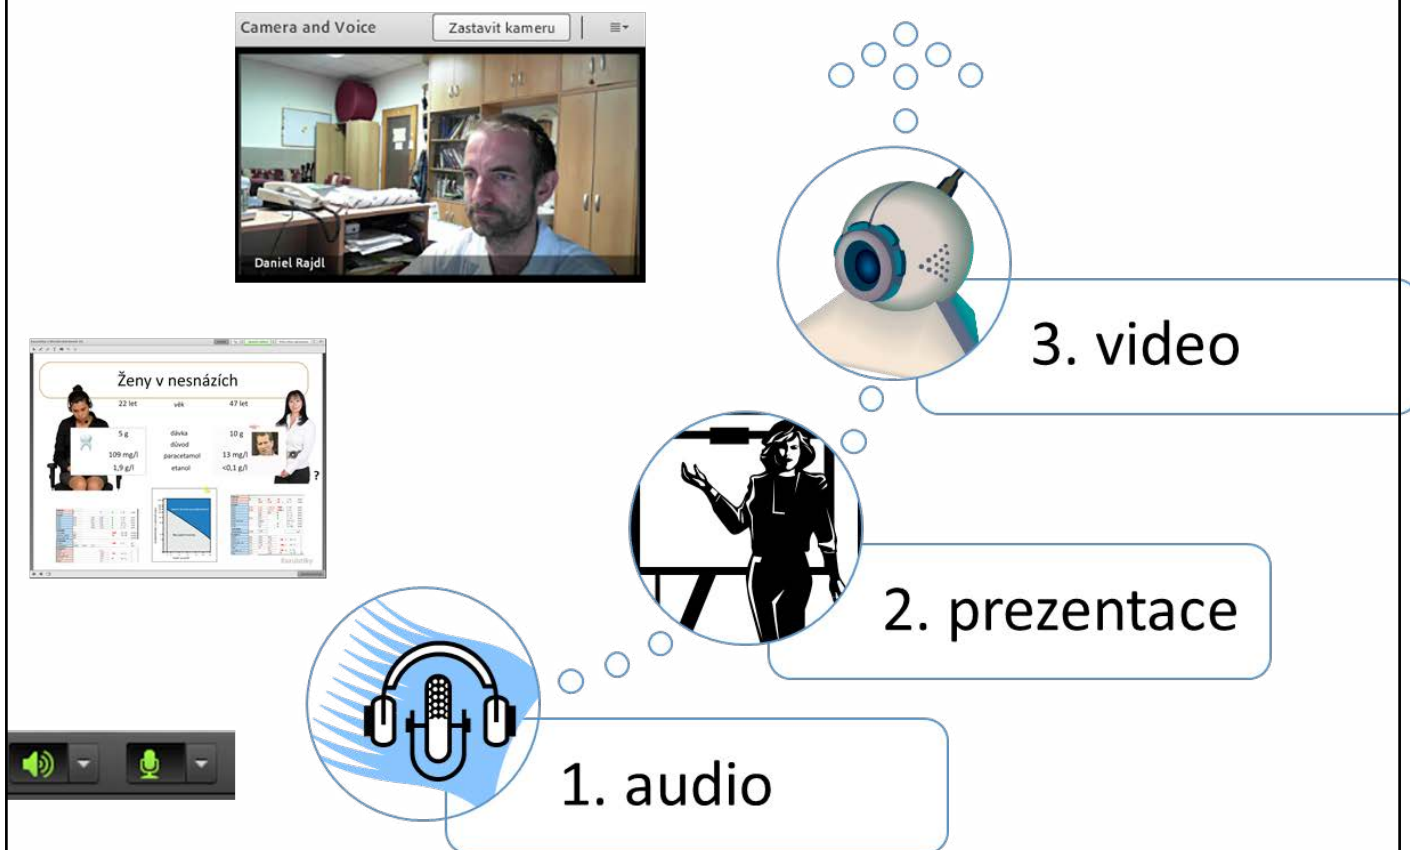 Camera and Voice
Zastavit kameru
Daniel Rajdl
3. video
Ženy v nesnázích
22 let věk 47 let
5 g dávka 10 g
důvod
109 mg/l paracetamol 13 mg/l
1,9 g/l etanol <0,1 g/l
?
2. prezentace
1. audio